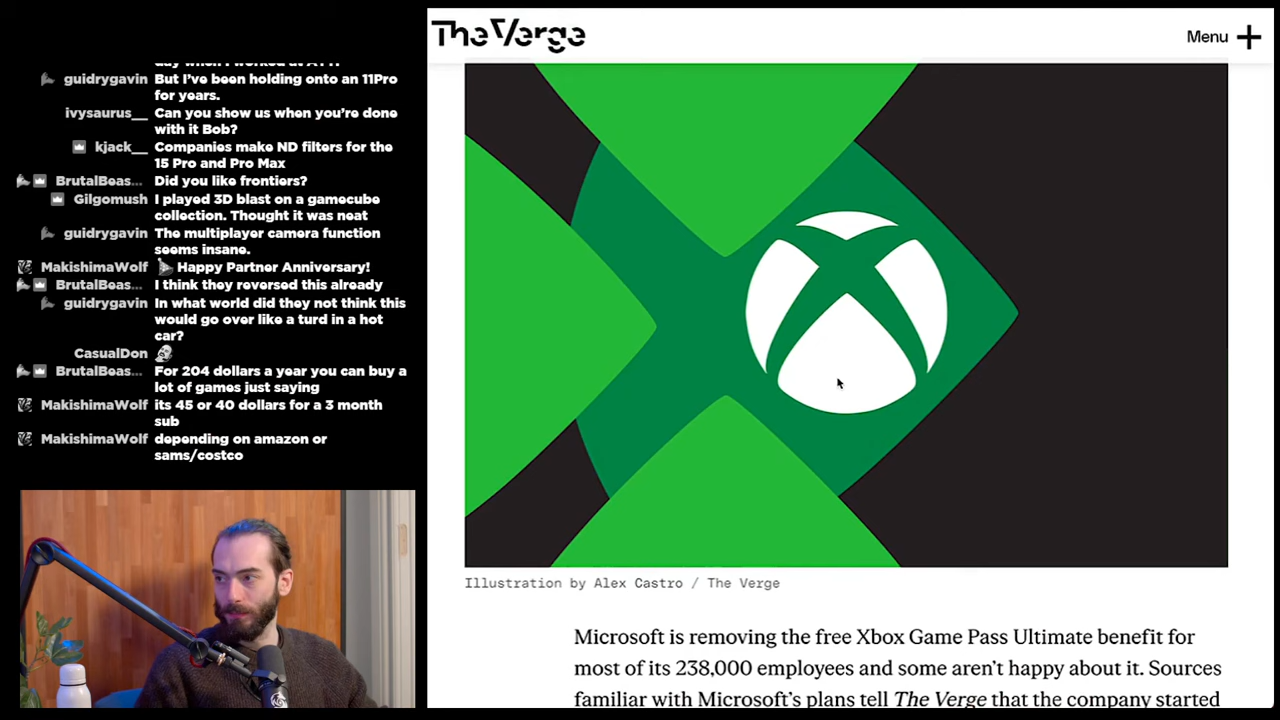 day when I worked at AT&T.
guidrygavin But I've been holding onto an 11Pro
for years.
ivysaurus__ Can you show us when you're done
with it Bob?
kjack__ Companies make ND filters for the
15 Pro and Pro Max
BrutalBeas... Did you like frontiers?
Gilgomush I played 3D blast on a gamecube
collection. Thought it was neat
guidrygavin The multiplayer camera function
seems insane.
MakishimaWolf Happy Partner Anniversary!
BrutalBeas... I think they reversed this already
guidrygavin In what world did they not think this
would go over like a turd in a hot
car?
CasualDon
BrutalBeas... For 204 dollars a year you can buy a
lot of games just saying
MakishimaWolf its 45 or 40 dollars for a 3 month
sub
MakishimaWolf depending on amazon or
sams/costco
The Verge
Menu
Illustration by Alex Castro / The Verge
Microsoft is removing the free Xbox Game Pass Ultimate benefit for
most of its 238,000 employees and some aren't happy about it. Sources
familiar with Microsoft's plans tell The Verge that the company started